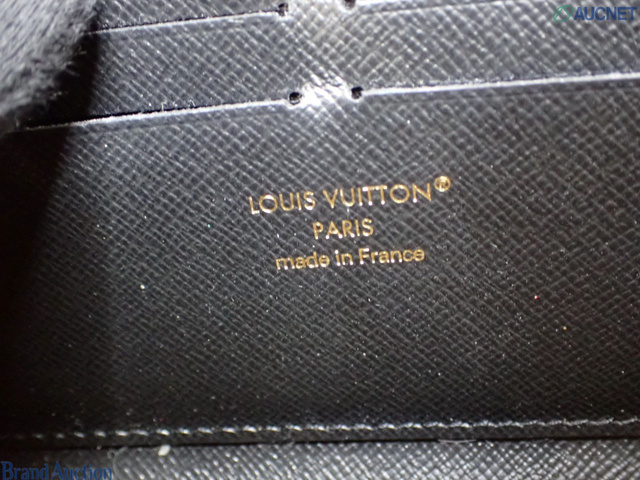 AUCNET
LOUIS VUITTON®
PARIS
made in France
Brand Auction